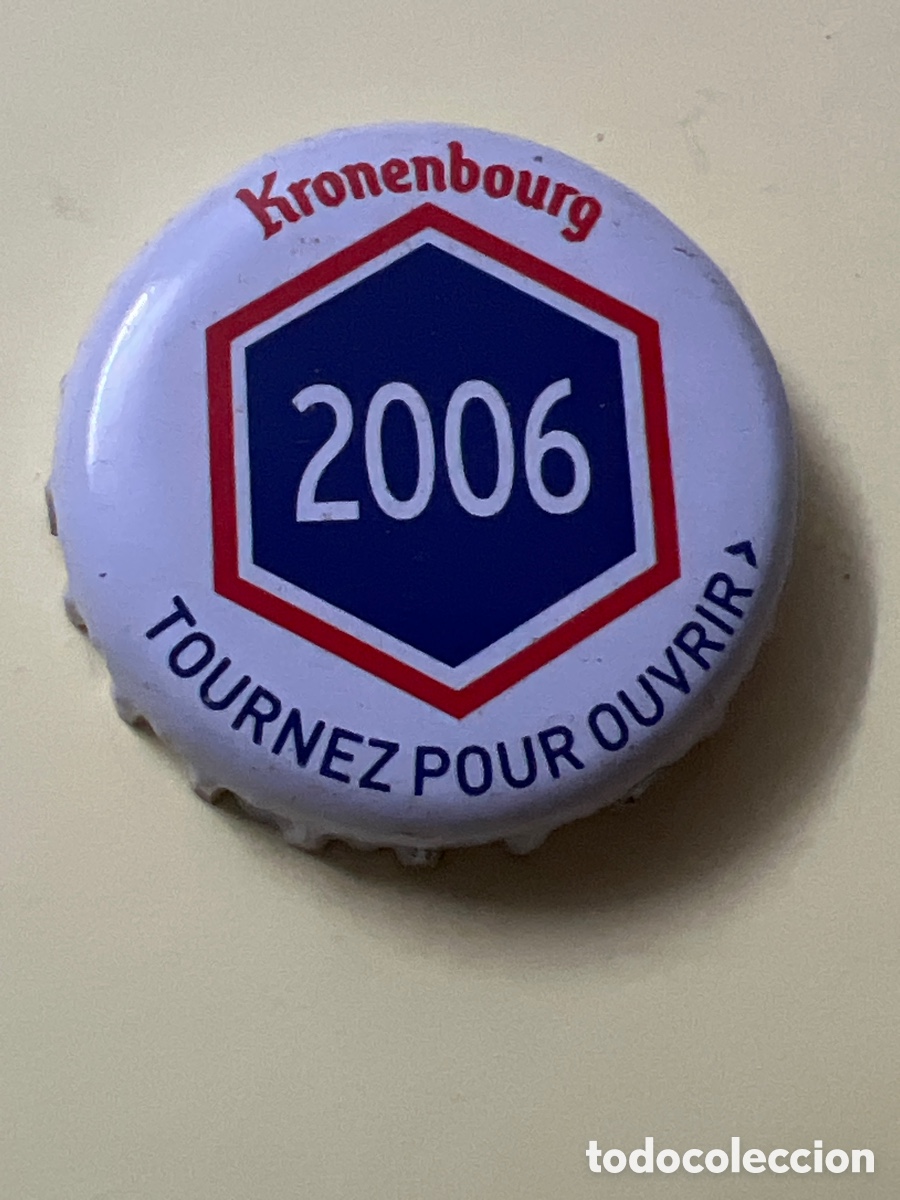 Kronenbourg
2006
TOURNEZ POUR OUVRIR >
todocoleccion